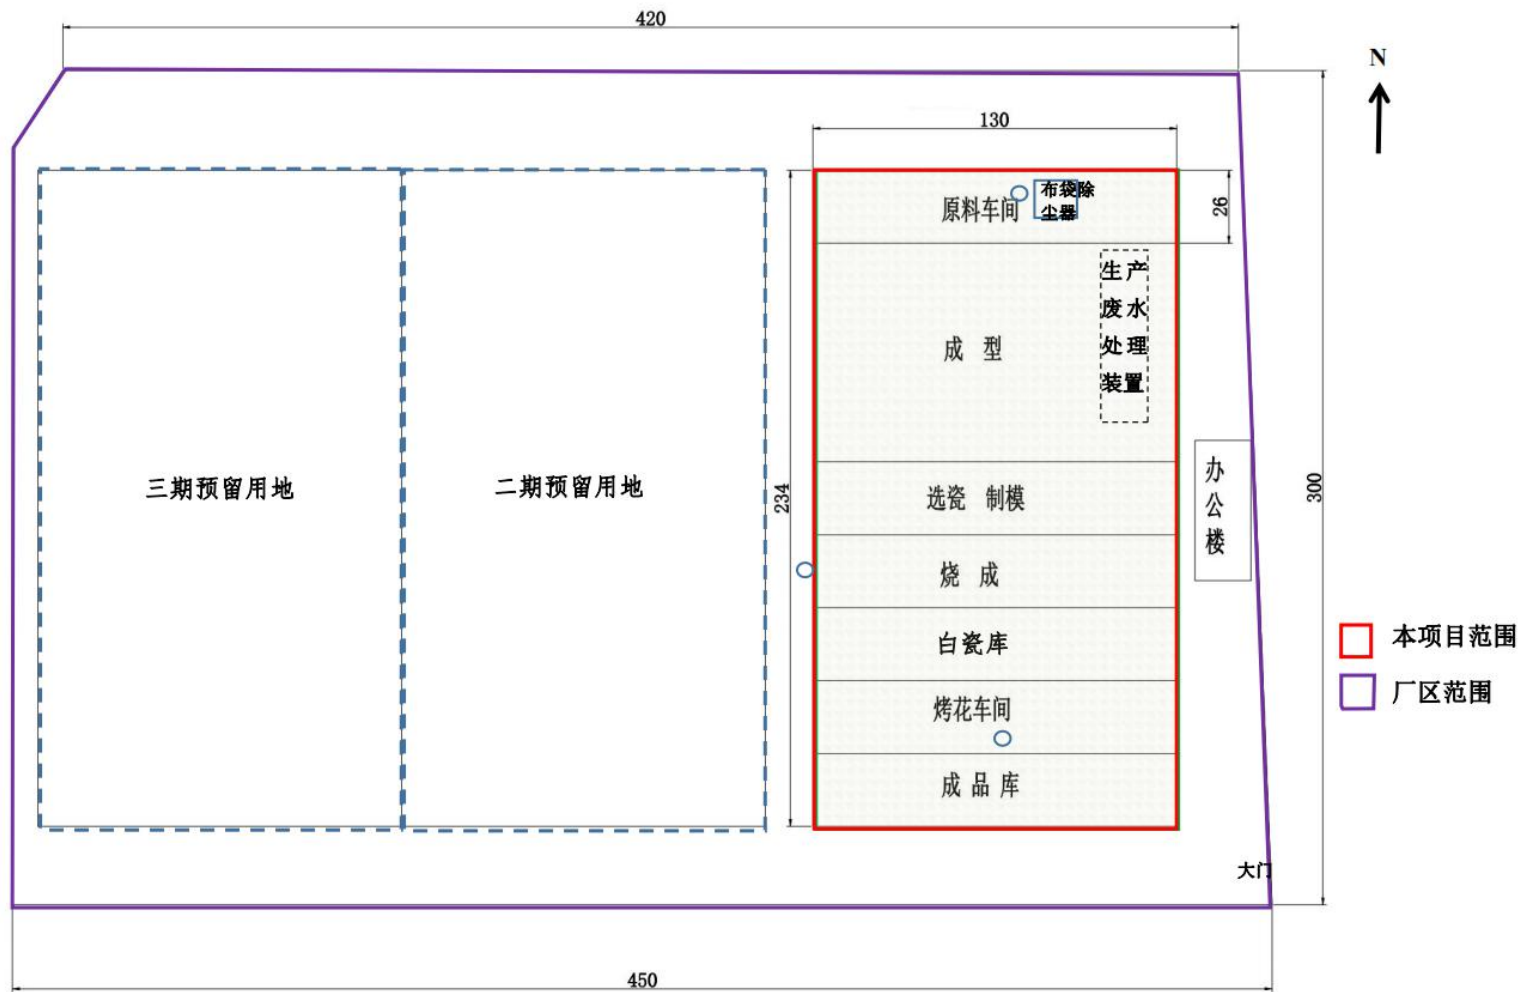 420
N
130
原料车间
布袋除
尘器
26
生产
废水
处理
装置
成 型
三期预留用地
二期预留用地
234
选瓷 制模
办
公
楼
300
烧 成
白瓷库
本项目范围
厂区范围
烤花车间
成 品 库
大门
450